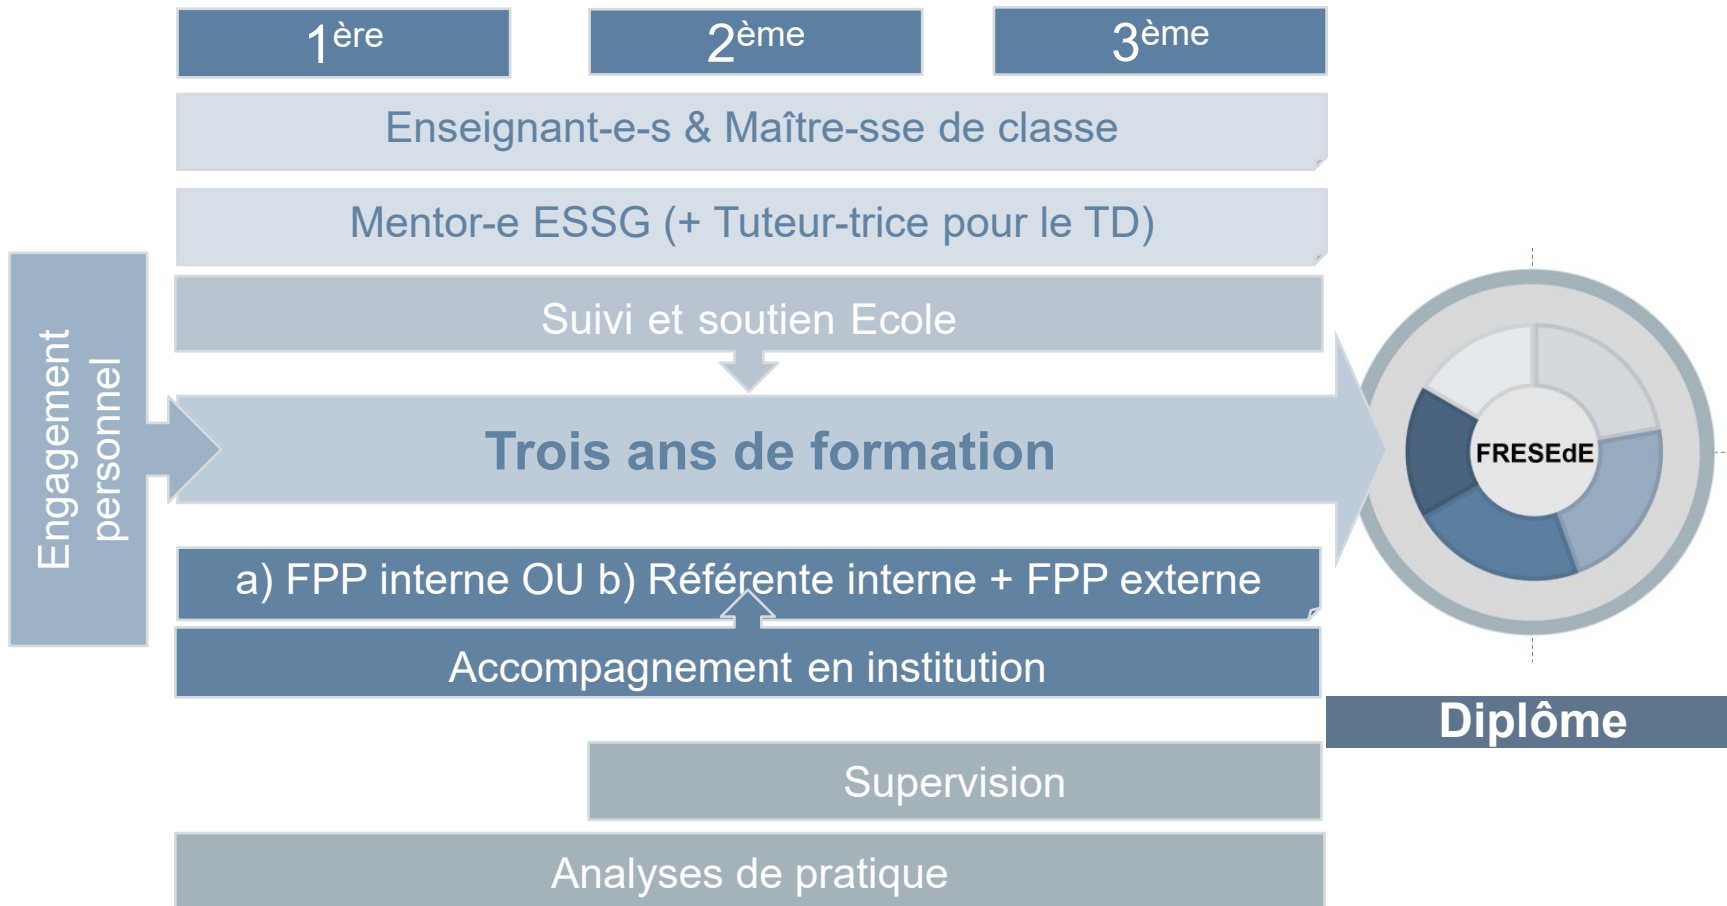 1ère
2ème
3ème
Enseignant-e-s & Maître-sse de classe
Mentor-e ESSG (+ Tuteur-trice pour le TD)
Suivi et soutien Ecole
Engagement
personnel
Trois ans de formation
FRESEdE
a) FPP interne OU b) Référente interne + FPP externe
Accompagnement en institution
Diplôme
Supervision
Analyses de pratique